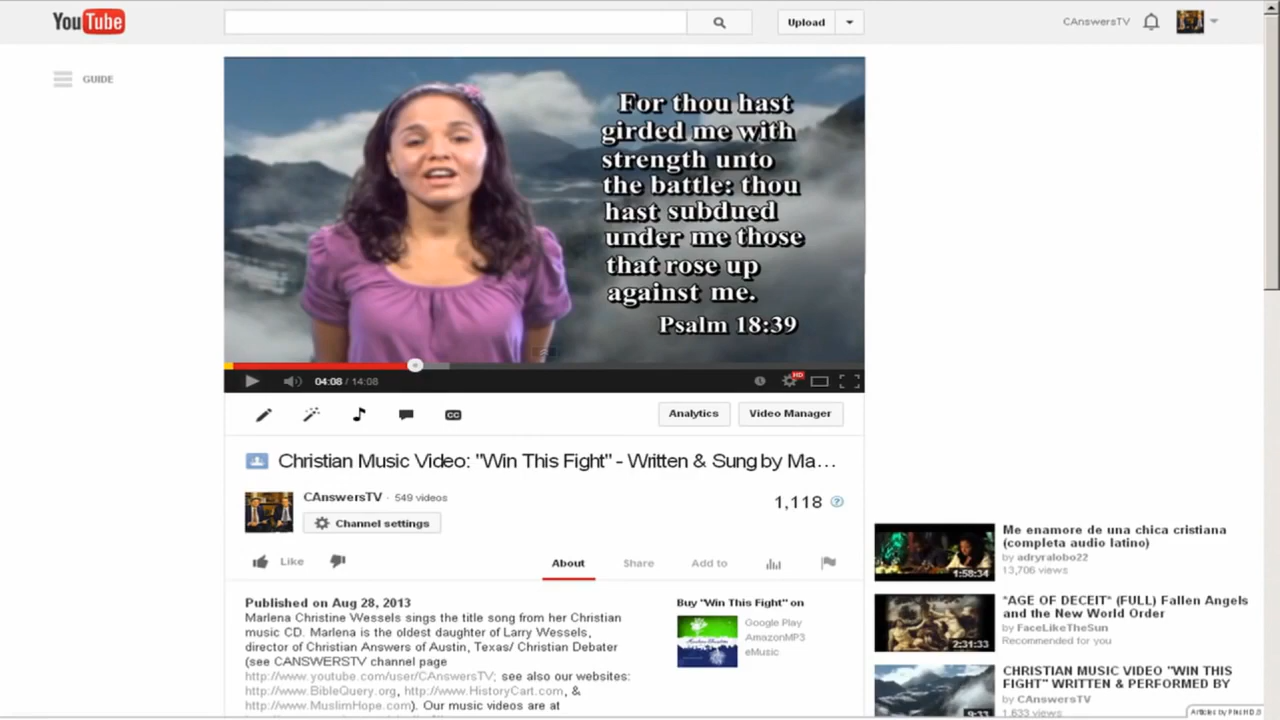 YouTube
Upload
CAnswersTV
GUIDE
For thou hast
girded me with
strength unto
the battle: thou
hast subdued
under me those
that rose up
against me.
Psalm 18:39
HD
04:08 / 14:08
CC
Analytics
Video Manager
Christian Music Video: "Win This Fight" - Written & Sung by Ma...
CAnswersTV · 549 videos
1,118 ?
Channel settings
Like
About
Share
Add to
Published on Aug 28, 2013
Marlena Christine Wessels sings the title song from her Christian
music CD. Marlena is the oldest daughter of Larry Wessels,
director of Christian Answers of Austin, Texas/ Christian Debater
(see CANSWERSTV channel page
http://www.youtube.com/user/CAnswersTV; see also our websites:
http://www.BibleQuery.org, http://www.HistoryCart.com, &
http://www.MuslimHope.com). Our music videos are at
Buy "Win This Fight" on
Google Play
AmazonMP3
eMusic
Me enamore de una chica cristiana
(completa audio latino)
by adryralobo22
13,706 views
1:58:34
*AGE OF DECEIT* (FULL) Fallen Angels
and the New World Order
by FaceLikeTheSun
Recommended for you
2:31:33
CHRISTIAN MUSIC VIDEO "WIN THIS
FIGHT" WRITTEN & PERFORMED BY
by CAnswersTV
1,633 views
9:33